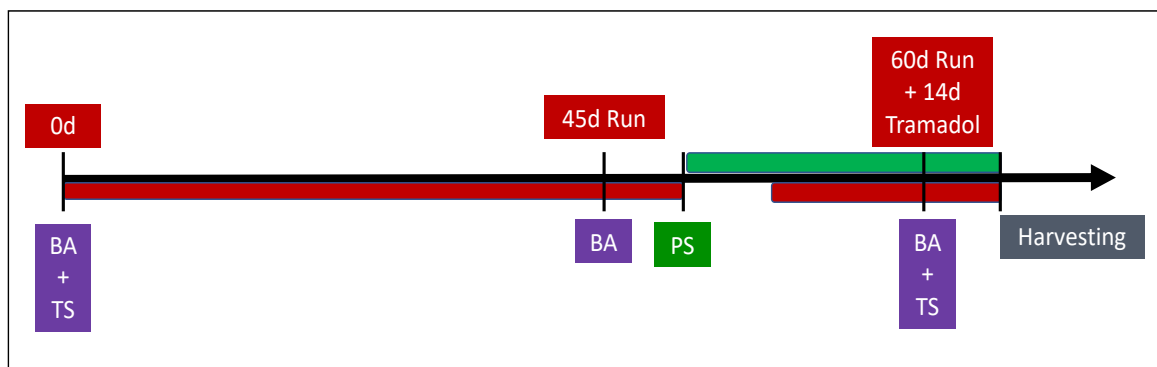 0d
45d Run
60d Run
+ 14d
Tramadol
BA
+
TS
BA
PS
BA
+
TS
Harvesting